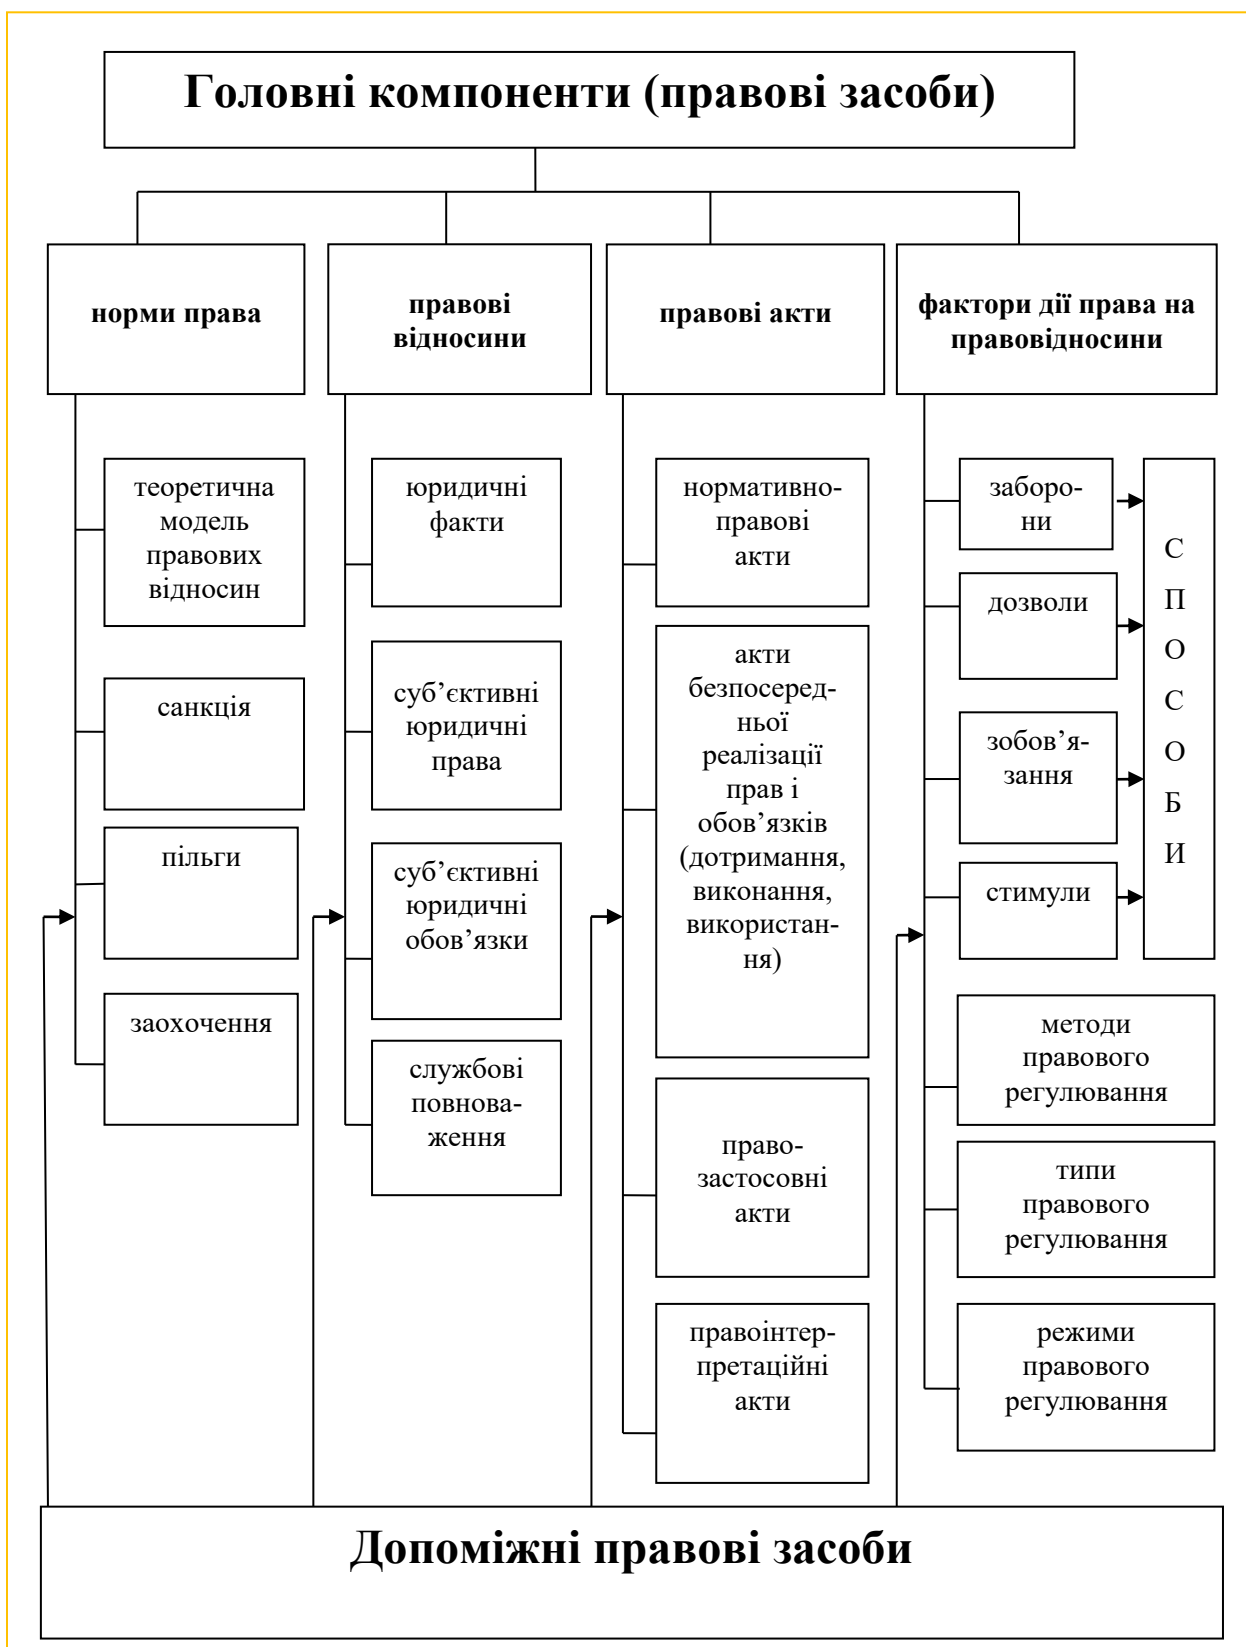 Головні компоненти (правові засоби)
норми права
правові
відносини
правові акти
фактори дії права на
правовідносини
теоретична
модель
правових
відносин
санкція
пільги
заохочення
юридичні
факти
суб’єктивні
юридичні
права
суб’єктивні
юридичні
обов’язки
службові
повнова-
ження
нормативно-
правові
акти
акти
безпосеред-
ньої
реалізації
прав і
обов’язків
(дотримання,
виконання,
використан-
ня)
право-
застосовні
акти
правоінтер-
претаційні
акти
заборо-
ни
дозволи
зобов’я-
зання
стимули
С
П
О
С
О
Б
И
методи
правового
регулювання
типи
правового
регулювання
режими
правового
регулювання
Допоміжні правові засоби